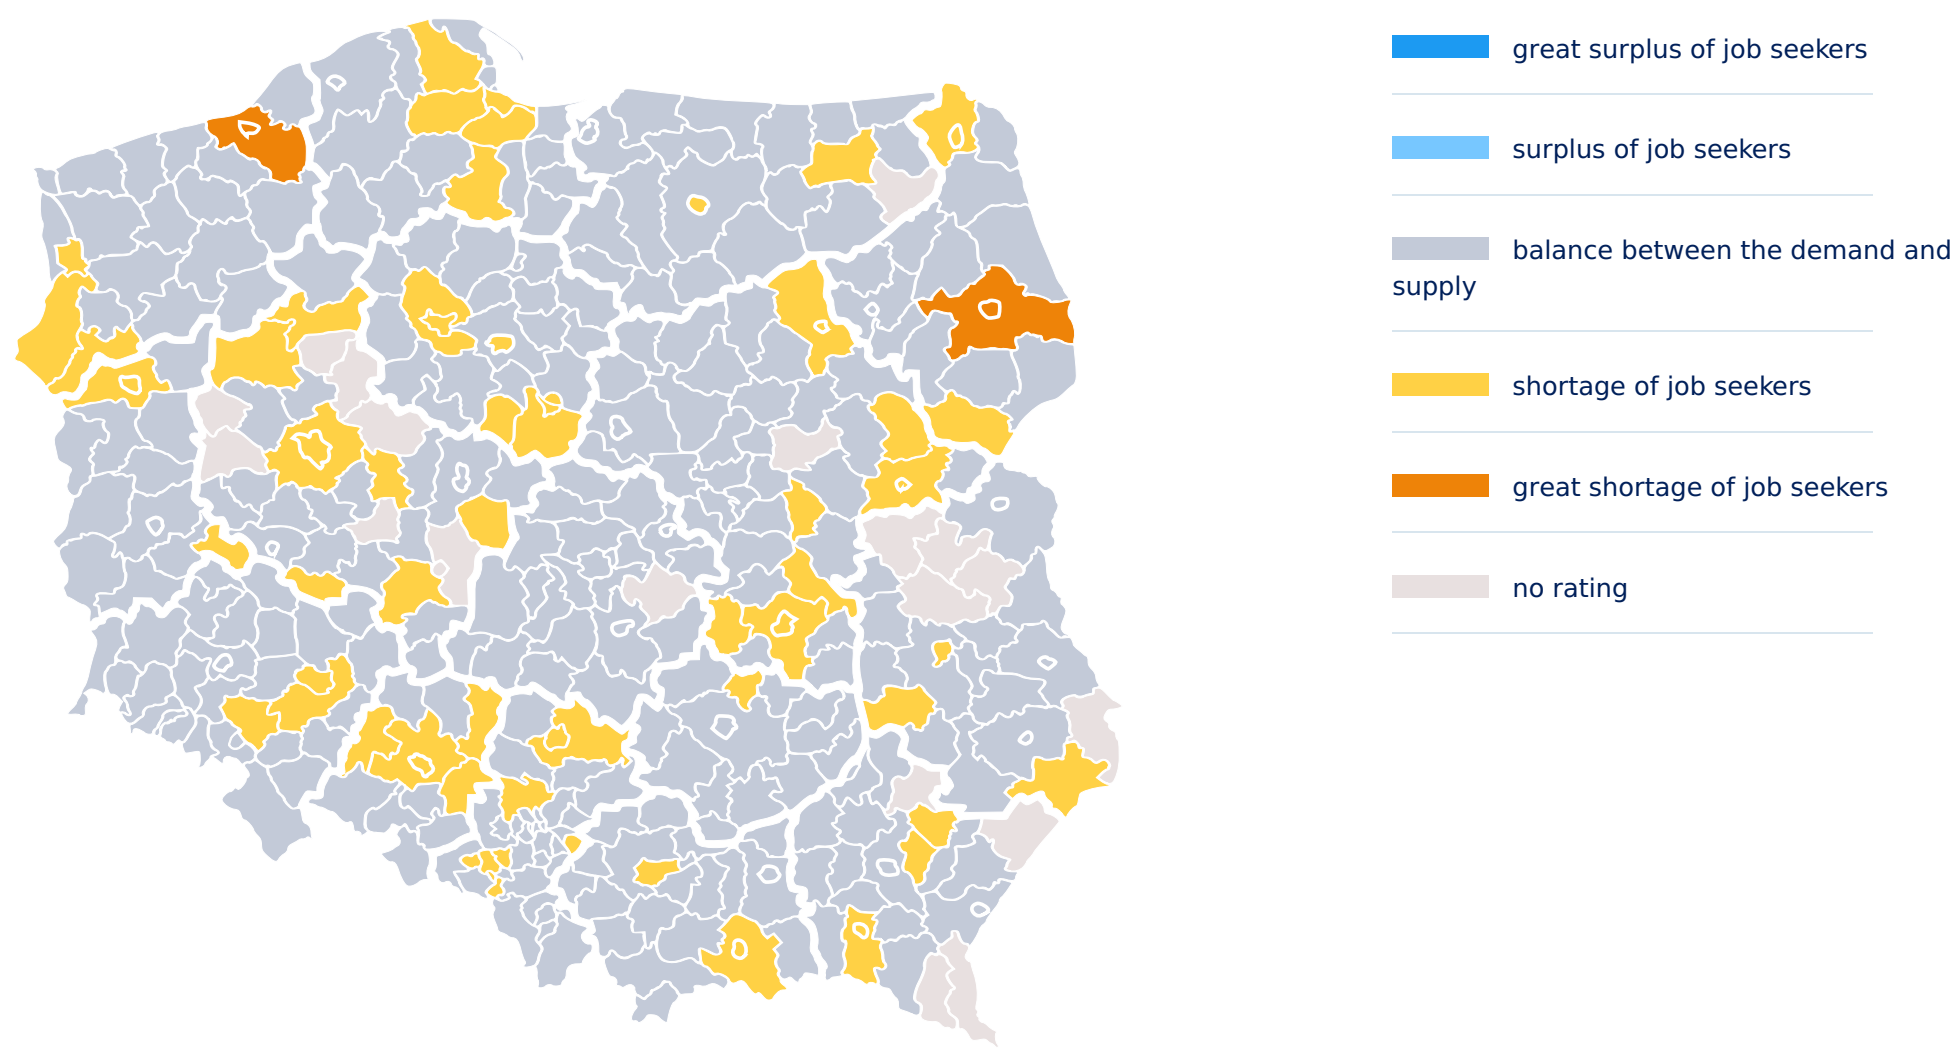 great surplus of job seekers
surplus of job seekers
balance between the demand and
supply
shortage of job seekers
great shortage of job seekers
no rating